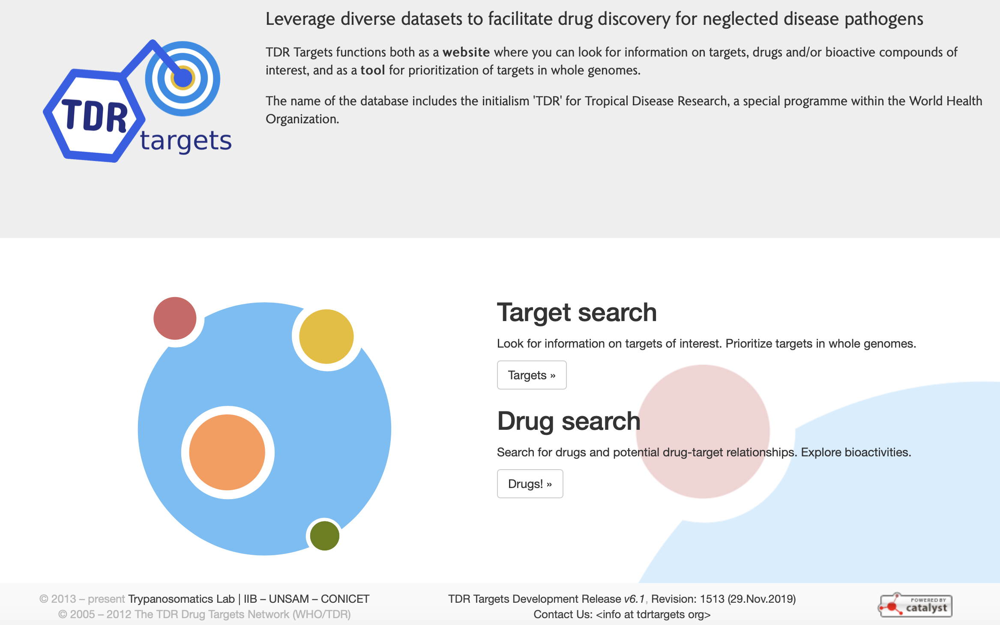 Leverage diverse datasets to facilitate drug discovery for neglected disease pathogens
TDR Targets functions both as a website where you can look for information on targets, drugs and/or bioactive compounds of
interest, and as a tool for prioritization of targets in whole genomes.
The name of the database includes the initialism 'TDR' for Tropical Disease Research, a special programme within the World Health
Organization.
TDR
targets
Target search
Look for information on targets of interest. Prioritize targets in whole genomes.
Targets »
Drug search
Search for drugs and potential drug-target relationships. Explore bioactivities.
Drugs! »
© 2013 – present Trypanosomatics Lab | IIB – UNSAM – CONICET
© 2005 – 2012 The TDR Drug Targets Network (WHO/TDR)
TDR Targets Development Release v6.1, Revision: 1513 (29.Nov.2019)
Contact Us: <info at tdrtargets org>
POWERED BY
catalyst